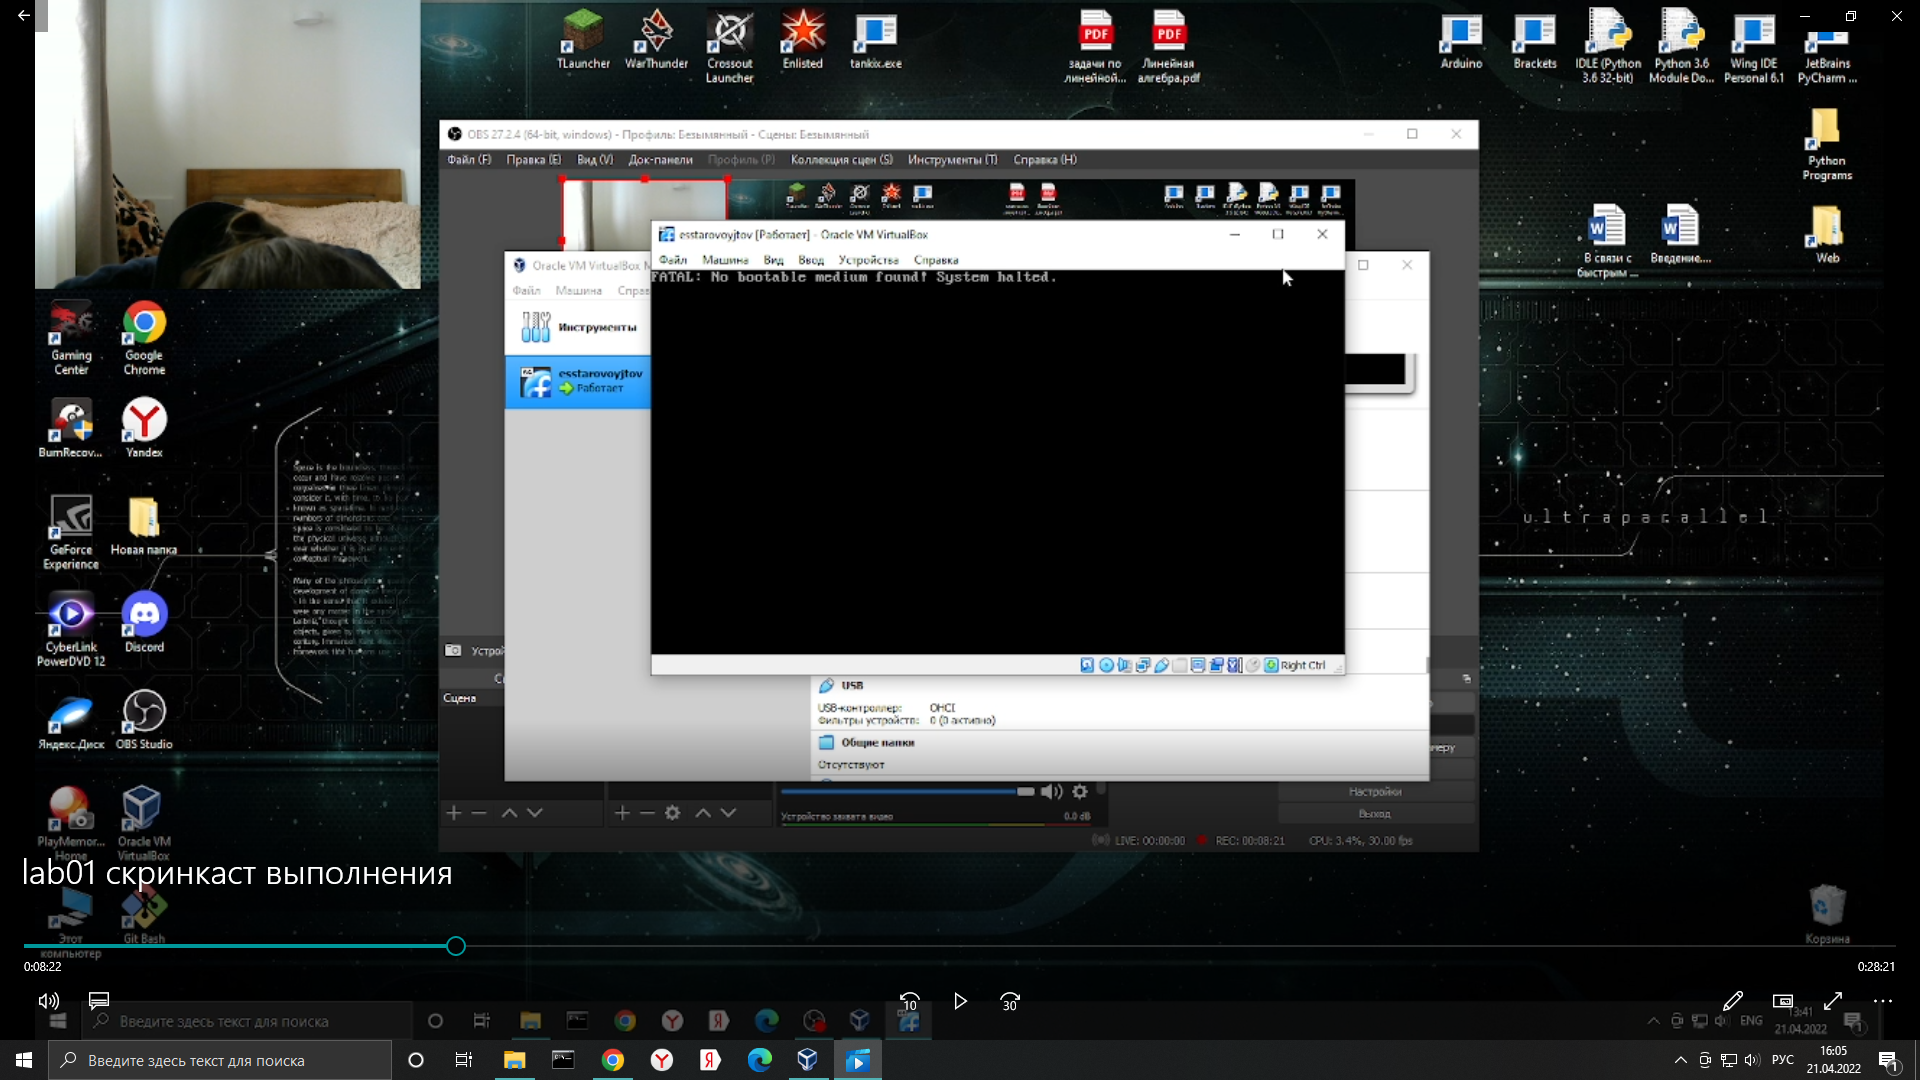 TLauncher
WarThunder
Crossout Launcher
Enlisted
tankix.exe
задачи по линейной...
Линейная алгебра.pdf
Arduino
Brackets
IDLE (Python 3.6 32-bit)
Python 3.6 Module Do...
Wing IDE Personal 6.1
JetBrains PyCharm ...
OBS 27.2.4 (64-bit, windows) - Профиль: Безымянный - Сцены: Безымянный
Файл (F) Правка (E) Вид (V) Док-панели Профиль (P) Коллекция сцен (S) Инструменты (T) Справка (H)
Python Programs
В связи с быстрым ...
Введение....
Web
esstarovoyjtov [Работает] - Oracle VM VirtualBox
Файл Машина Вид Ввод Устройства Справка
FATAL: No bootable medium found! System halted.
Oracle VM VirtualBox
Файл Машина
Инструменты
esstarovoyjtov
Работает
Gaming Center
Google Chrome
BurnRecov...
Yandex
GeForce Experience
Новая папка
CyberLink PowerDVD 12
Discord
Яндекс.Диск
OBS Studio
PlayMemor... Home
Oracle VM VirtualBox
ultraparallel
Right Ctrl
USB
USB-контроллер: OHCI
Фильтры устройств: 0 (0 активно)
Общие папки
Отсутствуют
Сцена
Настройки
Выход
Устройство захвата видео
0.0 dB
LIVE: 00:00:00 REC: 00:08:21 CPU: 3.4%, 30.00 fps
lab01 скринкаст выполнения
Этот компьютер
Git Bash
Корзина
0:08:22
0:28:21
10
30
Введите здесь текст для поиска
ENG
13:41
21.04.2022
1
Введите здесь текст для поиска
РУС
16:05
21.04.2022
1